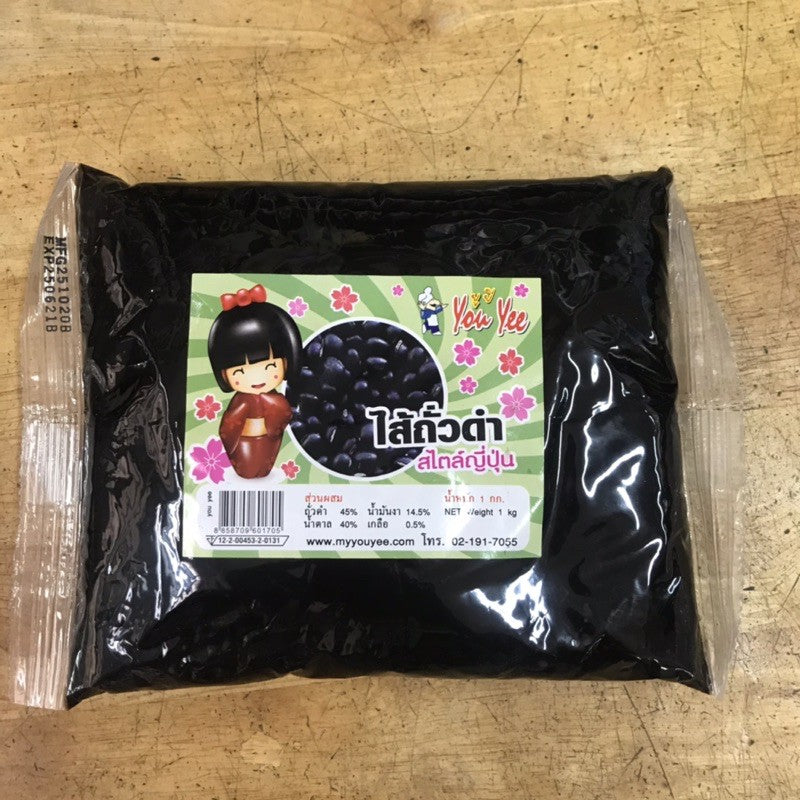 MFG251020B
EXP250621B
You Yee
ไส้ถั่วดำ
สไตล์ญี่ปุ่น
ส่วนผสม
ถั่วดำ 45% น้ำมันงา 14.5%
น้ำตาล 40% เกลือ 0.5%
น้ำหนัก 1 กก.
NET Weight 1 kg
8 858709 601705
12-2-00453-2-0131
www.myyouyee.com โทร. 02-191-7055